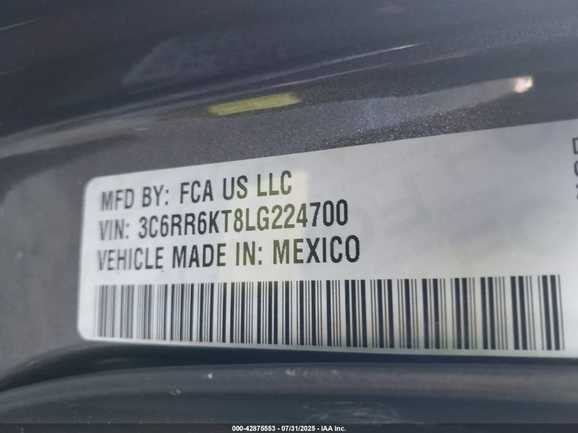 MFD BY: FCA US LLC
VIN: 3C6RR6KT8LG224700
VEHICLE MADE IN: MEXICO
000-42875553 - 07/31/2025 - IAA Inc.